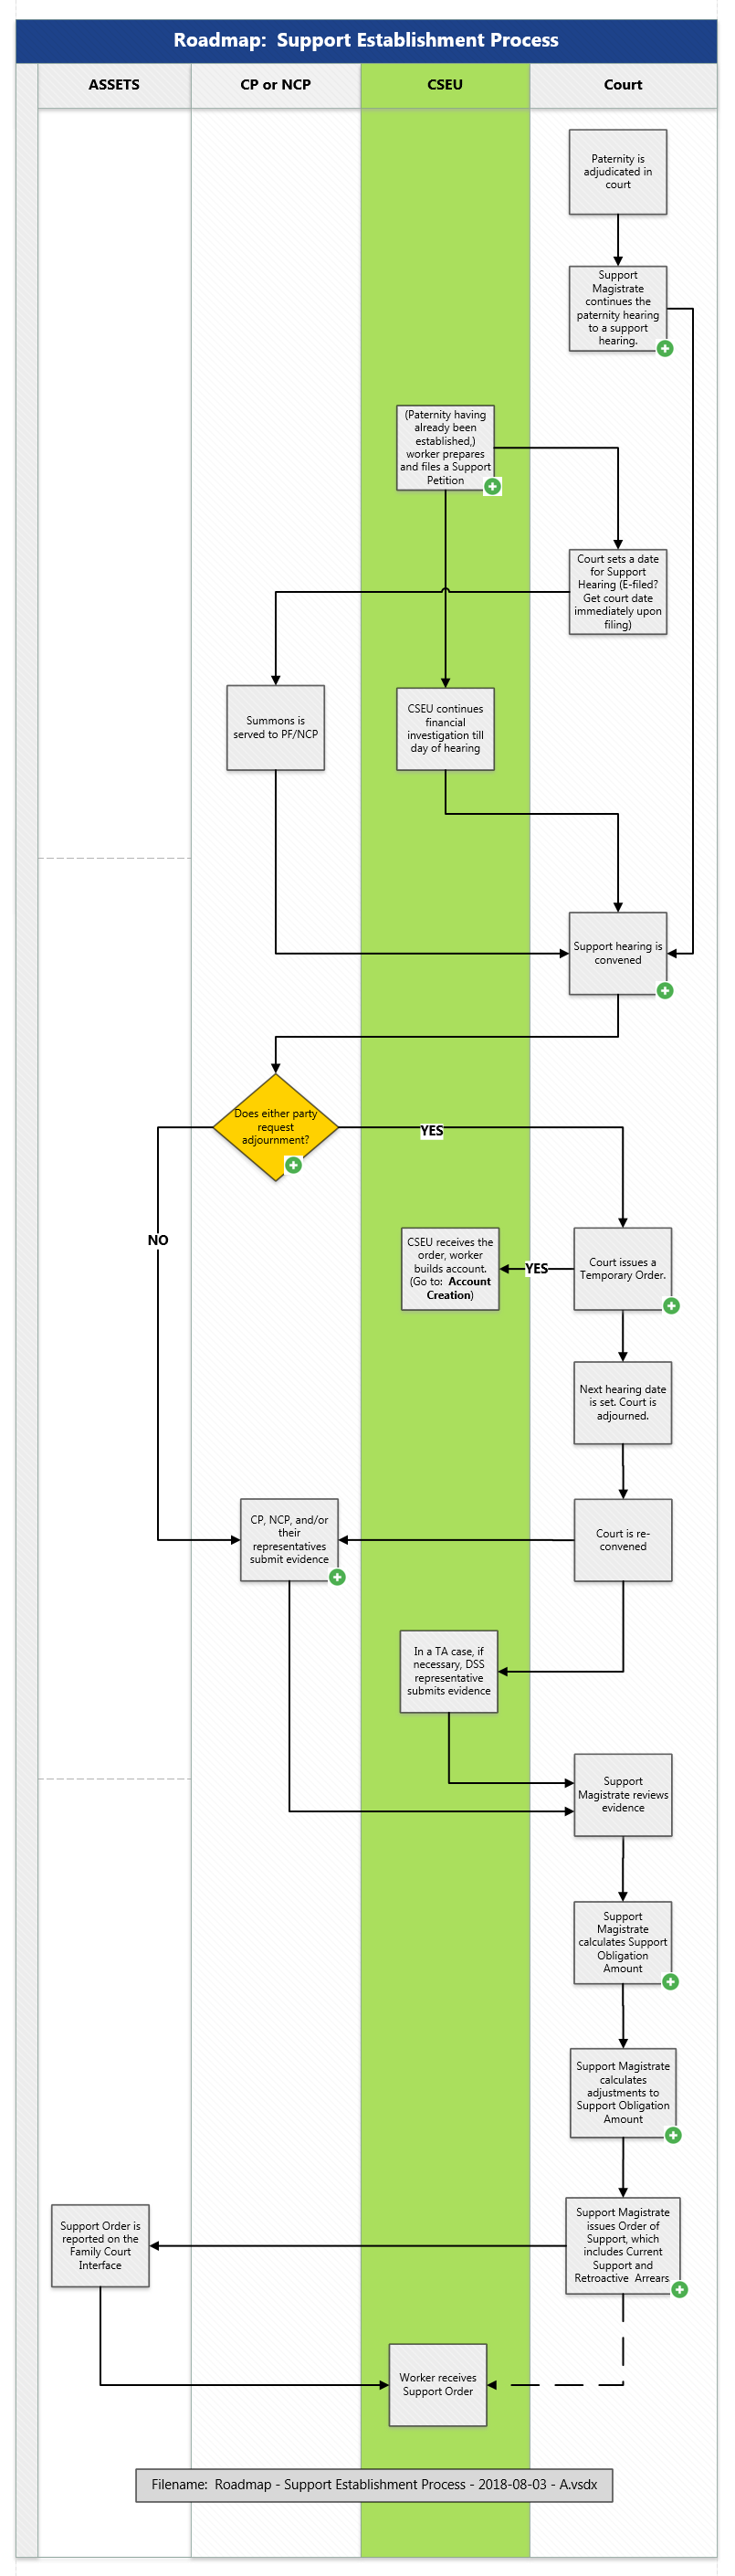 Roadmap:  Support Establishment Process
ASSETS
CP or NCP
CSEU
Court
Paternity is
adjudicated in
court
Support
Magistrate
continues the
paternity hearing
to a support
hearing.
(Paternity having
already been
established,)
worker prepares
and files a Support
Petition
Court sets a date
for Support
Hearing (E-filed?
Get court date
immediately upon
filing)
Summons is
served to PF/NCP
CSEU continues
financial
investigation till
day of hearing
Support hearing is
convened
Does either party
request
adjournment?
YES
NO
CSEU receives the
order, worker
builds account.
(Go to:  Account
Creation)
YES
Court issues a
Temporary Order.
Next hearing date
is set. Court is
adjourned.
CP, NCP, and/or
their
representatives
submit evidence
Court is re-
convened
In a TA case, if
necessary, DSS
representative
submits evidence
Support
Magistrate reviews
evidence
Support
Magistrate
calculates Support
Obligation
Amount
Support Magistrate
calculates
adjustments to
Support Obligation
Amount
Support Order is
reported on the
Family Court
Interface
Support Magistrate
issues Order of
Support, which
includes Current
Support and
Retroactive  Arrears
Worker receives
Support Order
Filename:  Roadmap - Support Establishment Process - 2018-08-03 - A.vsdx